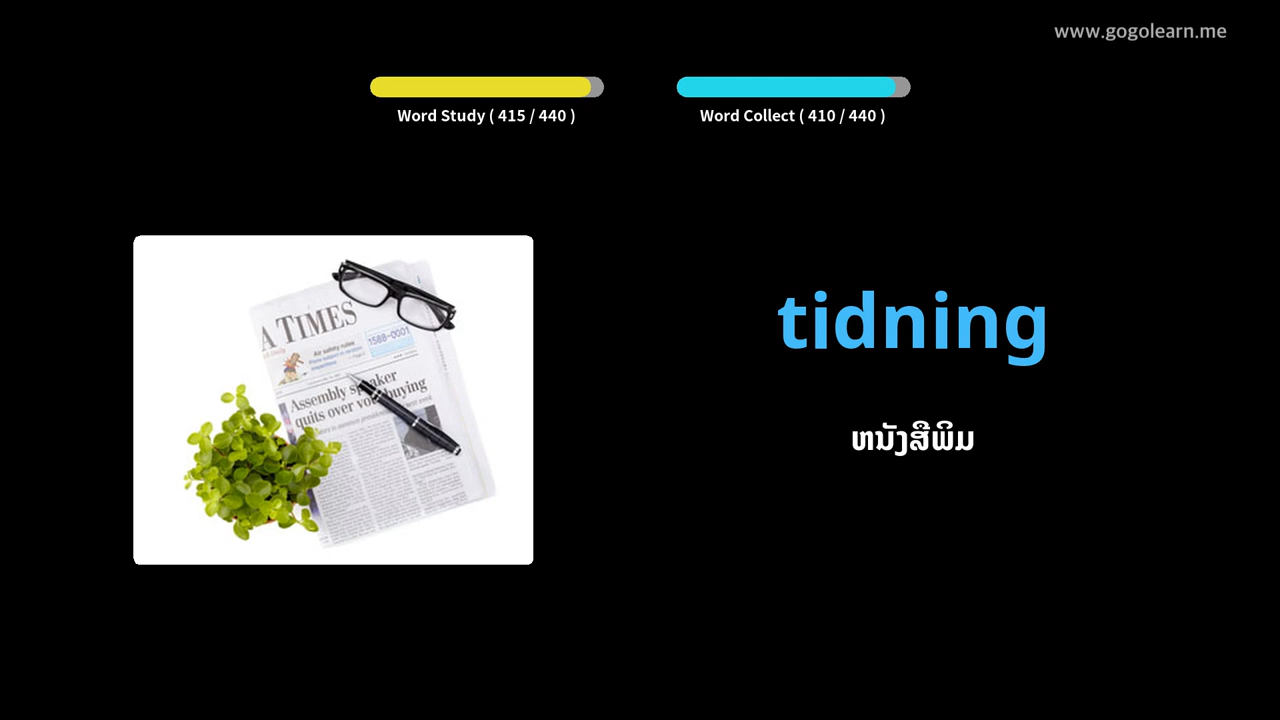 www.gogolearn.me
Word Study ( 415 / 440 )
Word Collect ( 410 / 440 )
A TIMES
Air safety rules
1588-0001
Assembly speaker
quits over vote buying
tidning
ຫນັງສືພິມ